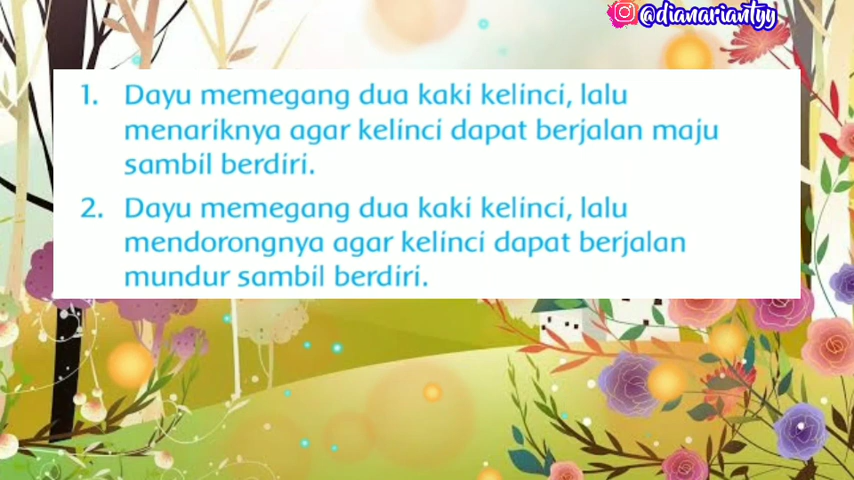 @dianariantyy
1. Dayu memegang dua kaki kelinci, lalu
menariknya agar kelinci dapat berjalan maju
sambil berdiri.
2. Dayu memegang dua kaki kelinci, lalu
mendorongnya agar kelinci dapat berjalan
mundur sambil berdiri.